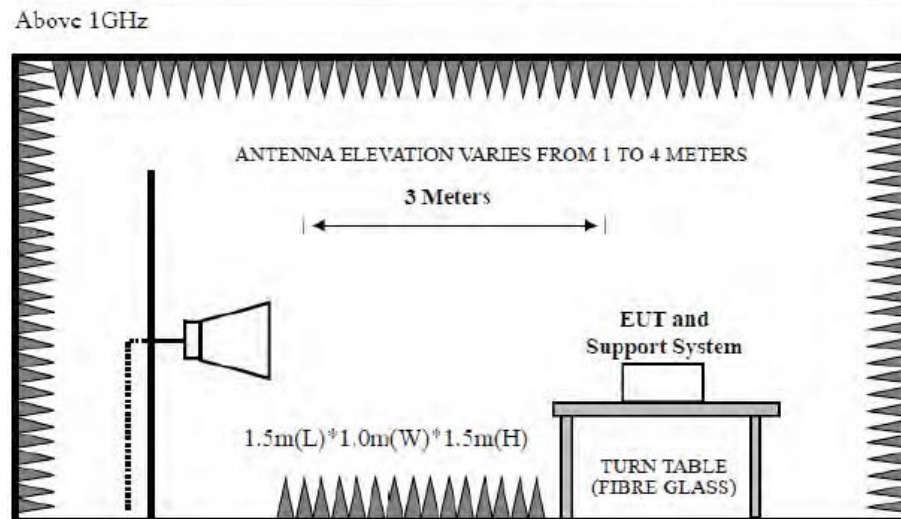 Above 1GHz
ANTENNA ELEVATION VARIES FROM 1 TO 4 METERS
3 Meters
EUT and
Support System
1.5m(L)*1.0m(W)*1.5m(H)
TURN TABLE
(FIBRE GLASS)